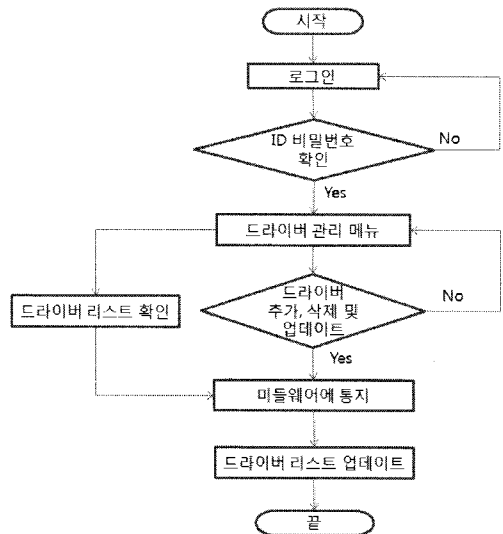 시작
로그인
ID 비밀번호
확인
No
Yes
드라이버 관리 메뉴
드라이버 리스트 확인
드라이버
추가, 삭제 및
업데이트
No
Yes
미들웨어에 통지
드라이버 리스트 업데이트
끝